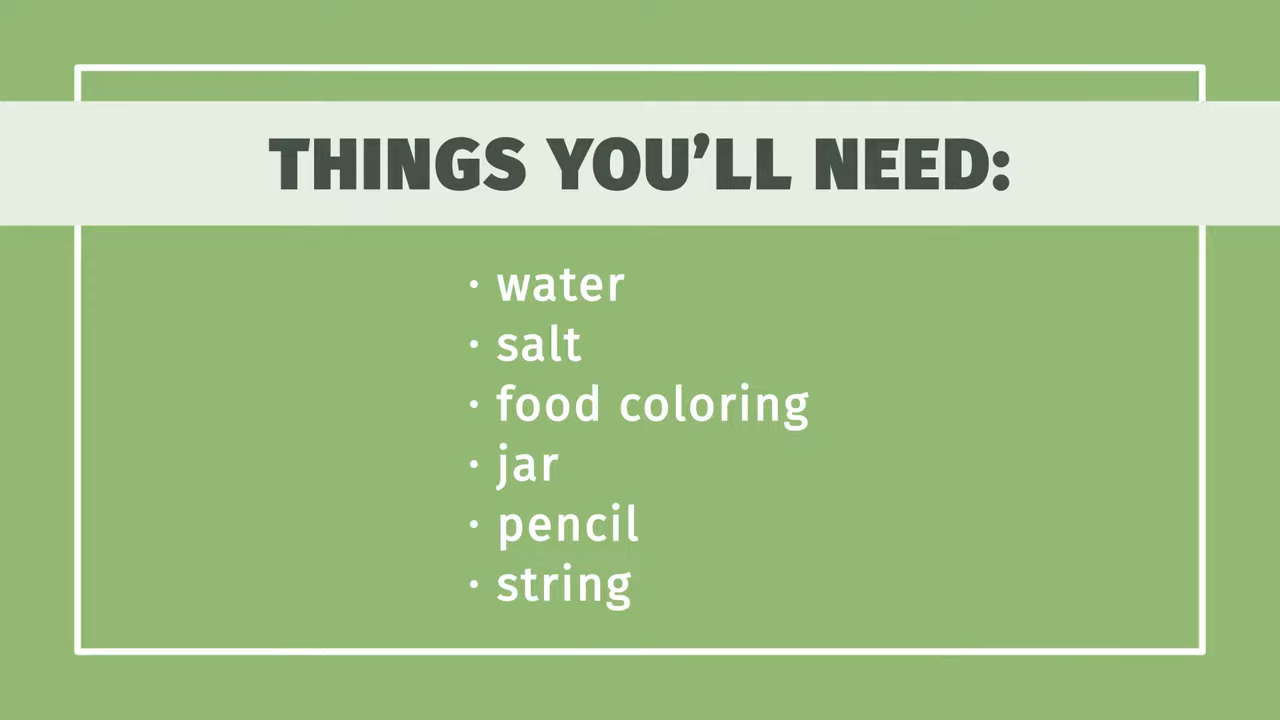 THINGS YOU’LL NEED:
· water
· salt
· food coloring
· jar
· pencil
· string